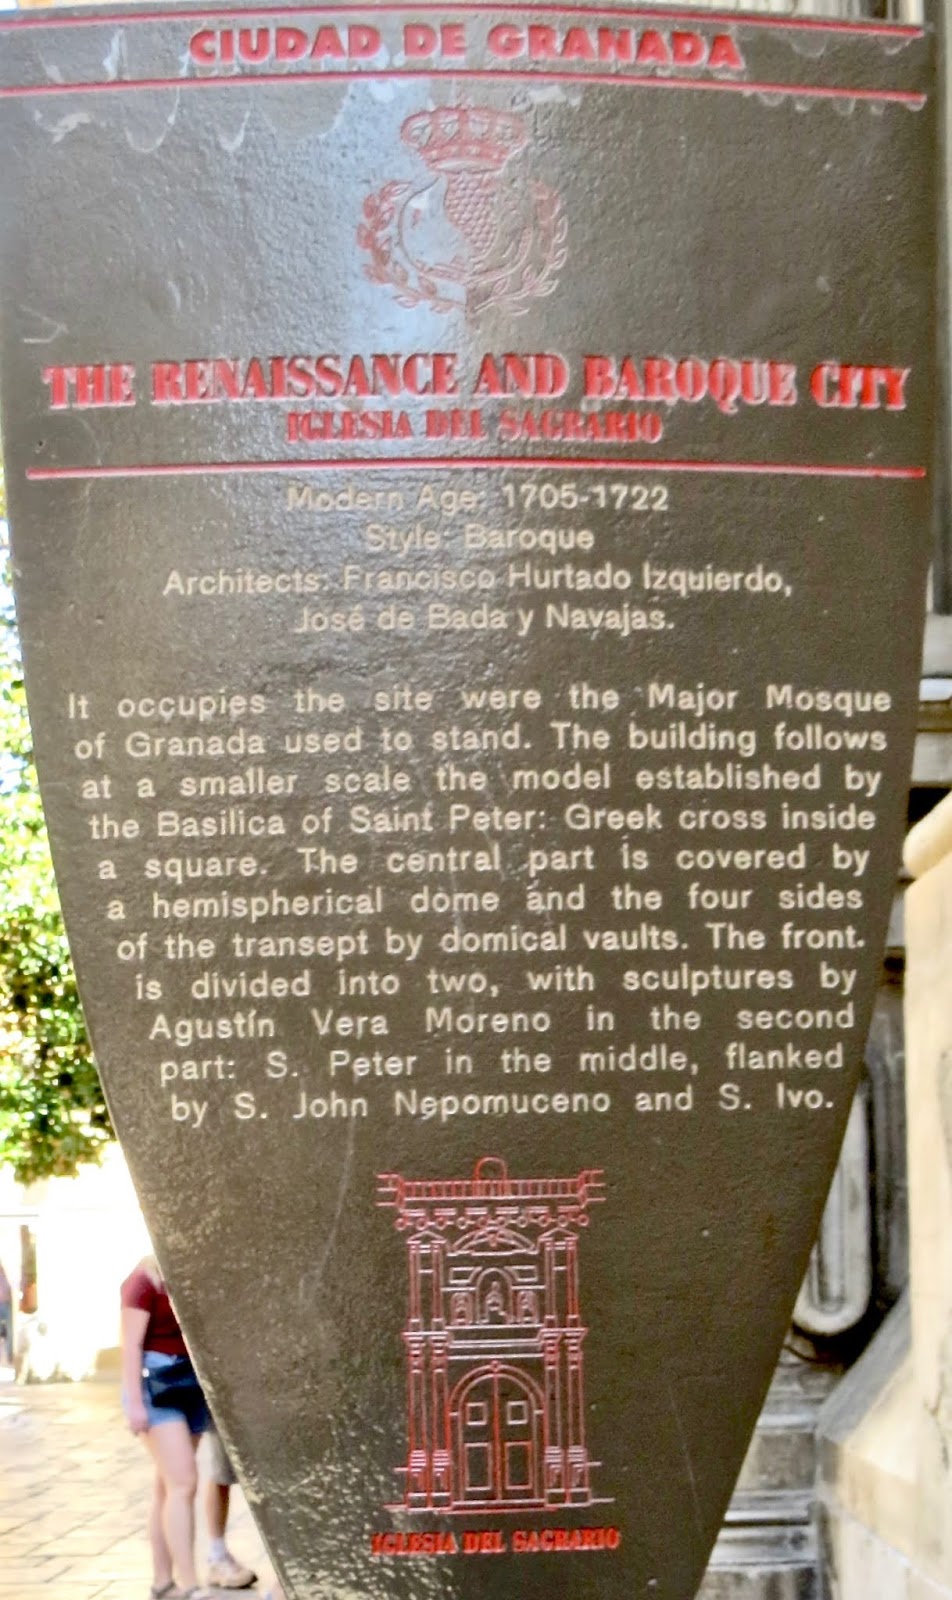 CIUDAD DE GRANADA
THE RENAISSANCE AND BAROQUE CITY
IGLESIA DEL SAGRARIO
Modern Age: 1705-1722
Style: Baroque
Architects: Francisco Hurtado Izquierdo,
José de Bada y Navajas.
It occupies the site were the Major Mosque
of Granada used to stand. The building follows
at a smaller scale the model established by
the Basilica of Saint Peter: Greek cross inside
a square. The central part is covered by
a hemispherical dome and the four sides
of the transept by domical vaults. The front.
is divided into two, with sculptures by
Agustín Vera Moreno in the second
part: S. Peter in the middle, flanked
by S. John Nepomuceno and S. Ivo.
IGLESIA DEL SAGRARIO